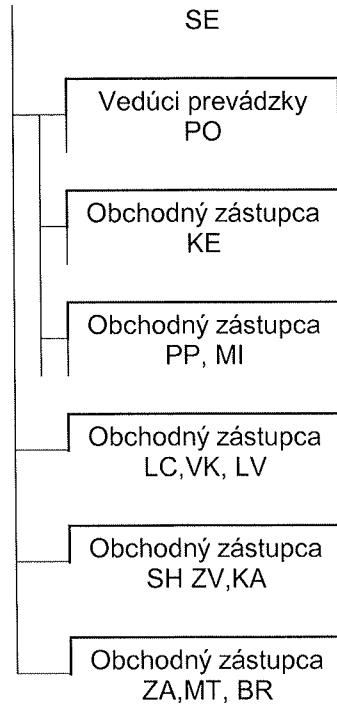 SE
Vedúci prevádzky
PO
Obchodný zástupca
KE
Obchodný zástupca
PP, MI
Obchodný zástupca
LC,VK, LV
Obchodný zástupca
SH ZV,KA
Obchodný zástupca
ZA,MT, BR